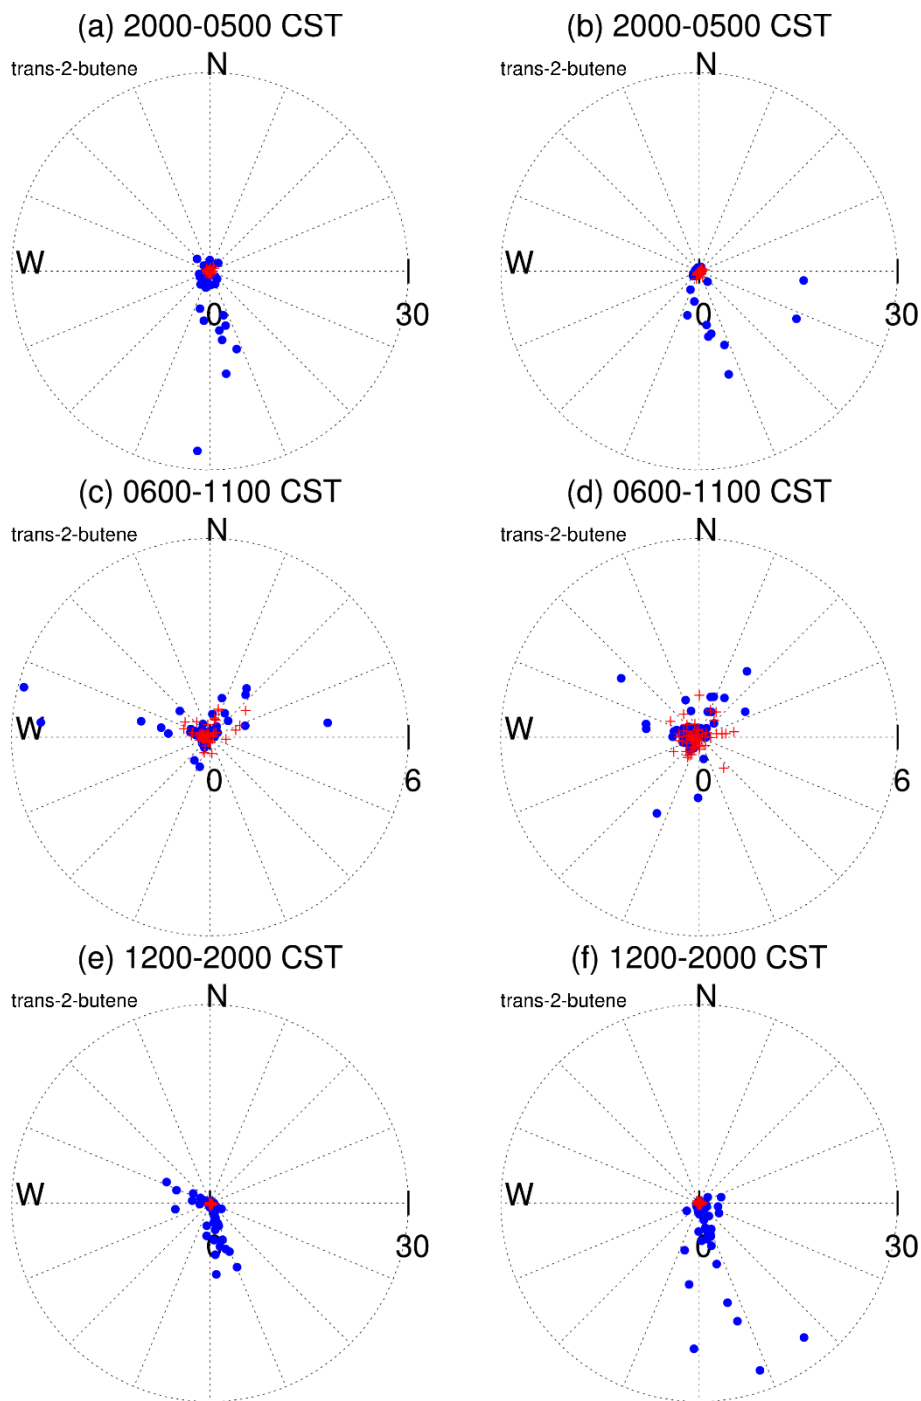 (a) 2000-0500 CST
(b) 2000-0500 CST
trans-2-butene
N
trans-2-butene
N
W
W
0
30
0
30
(c) 0600-1100 CST
(d) 0600-1100 CST
trans-2-butene
N
trans-2-butene
N
W
W
0
6
0
6
(e) 1200-2000 CST
(f) 1200-2000 CST
trans-2-butene
N
trans-2-butene
N
W
W
0
30
0
30